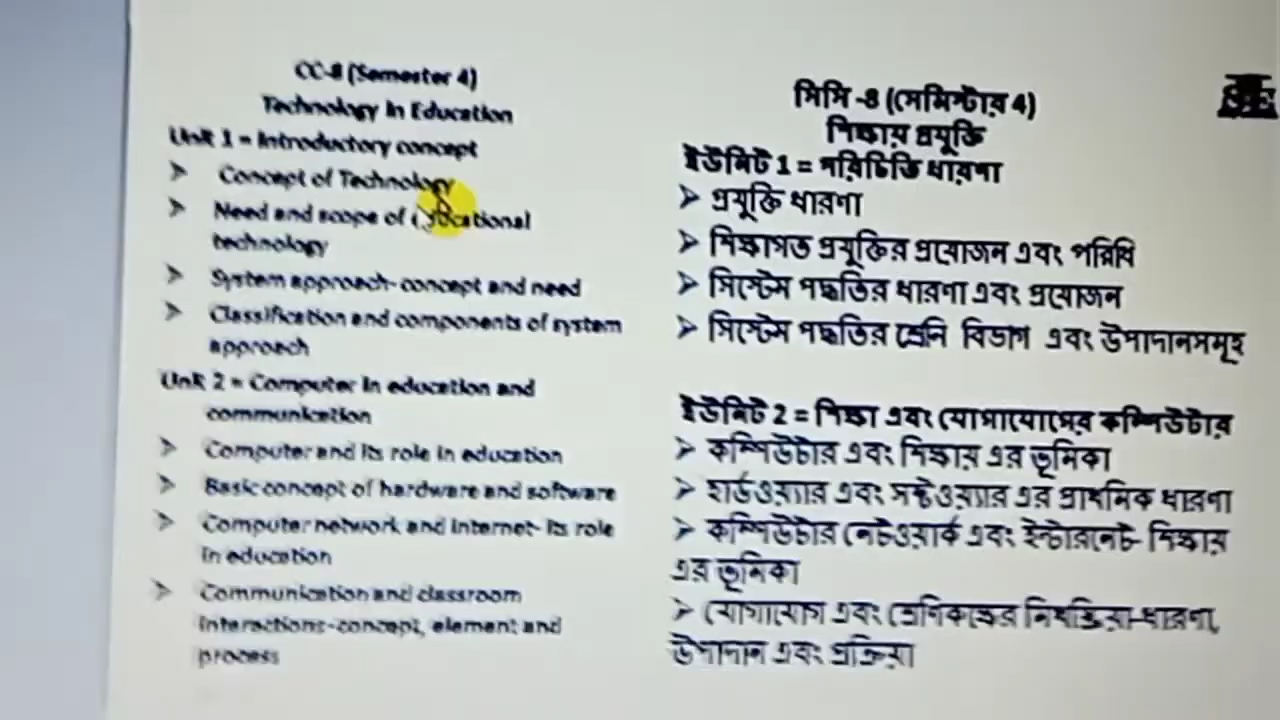 CC-8 (Semester 4)
Technology in Education
Unit 1 = Introductory concept
➤ Concept of Technology
➤ Need and scope of educational
technology
➤ System approach- concept and need
➤ Classification and components of system
approach
Unit 2 = Computer in education and
communication
➤ Computer and its role in education
➤ Basic concept of hardware and software
➤ Computer network and internet- its role
in education
➤ Communication and classroom
interactions-concept, element and
process
সিসি -8 (সেমিস্টার 4)
শিক্ষায় প্রযুক্তি
ইউনিট 1 = পরিচিতি ধারণা
➤ প্রযুক্তি ধারণা
➤ শিক্ষাগত প্রযুক্তির প্রয়োজন এবং পরিধি
➤ সিস্টেম পদ্ধতির ধারণা এবং প্রয়োজন
➤ সিস্টেম পদ্ধতির শ্রেনি বিভাগ এবং উপাদানসমূহ
ইউনিট 2 = শিক্ষা এবং যোগাযোগের কম্পিউটার
➤ কম্পিউটার এবং শিক্ষায় এর ভূমিকা
➤ হার্ডওয়্যার এবং সফ্টওয়্যার এর প্রাথমিক ধারণা
➤ কম্পিউটার নেটওয়ার্ক এবং ইন্টারনেট- শিক্ষায়
এর ভূমিকা
➤ যোগাযোগ এবং শ্রেণিকক্ষের মিথস্ক্রিয়া-ধারণা,
উপাদান এবং প্রক্রিয়া